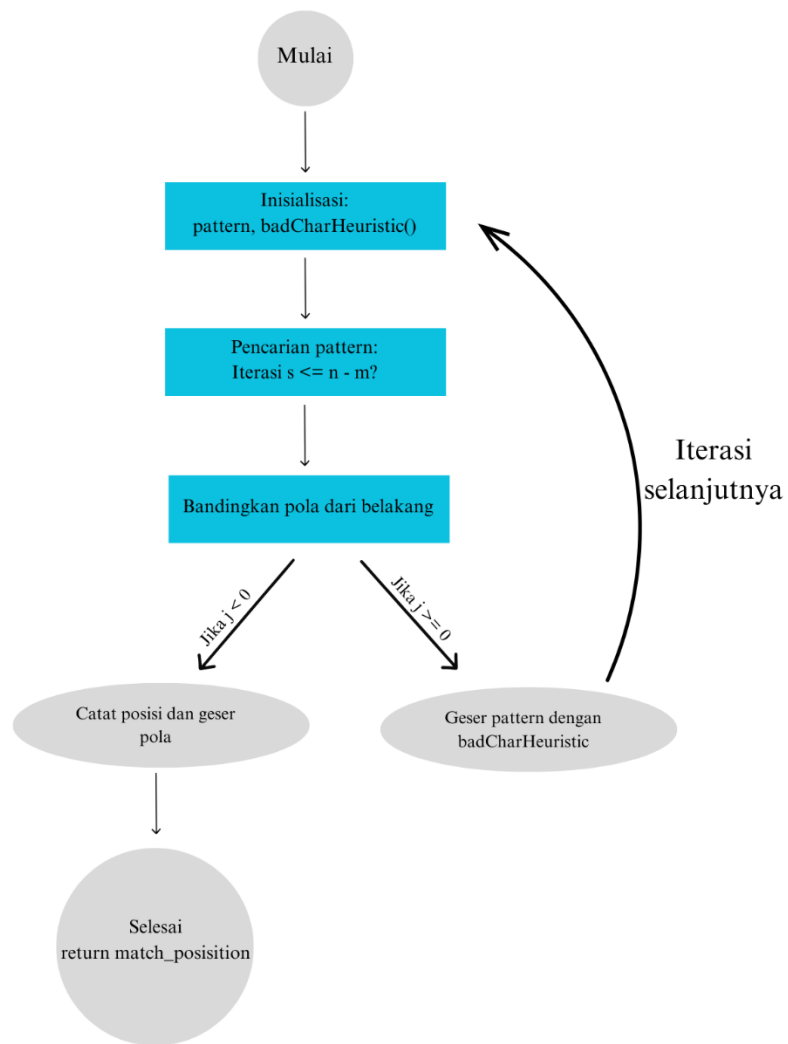 Mulai
Inisialisasi:
pattern, badCharHeuristic()
Pencarian pattern:
Iterasi s <= n - m?
Iterasi
selanjutnya
Bandingkan pola dari belakang
Jika j < 0
Jika j >= 0
Catat posisi dan geser
pola
Geser pattern dengan
badCharHeuristic
Selesai
return match_posisition